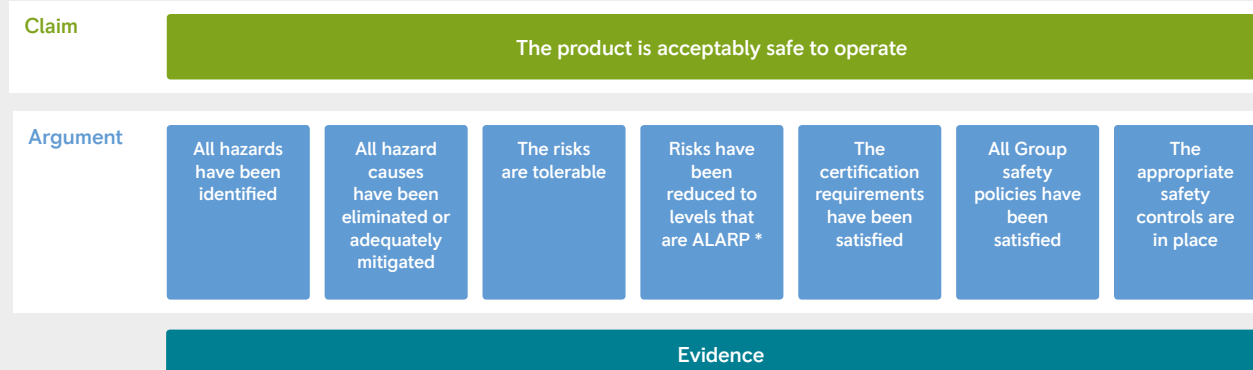 Claim
The product is acceptably safe to operate
Argument
All hazards
have been
identified
All hazard
causes
have been
eliminated or
adequately
mitigated
The risks
are tolerable
Risks have
been
reduced to
levels that
are ALARP *
The
certification
requirements
have been
satisfied
All Group
safety
policies have
been
satisfied
The
appropriate
safety
controls are
in place
Evidence